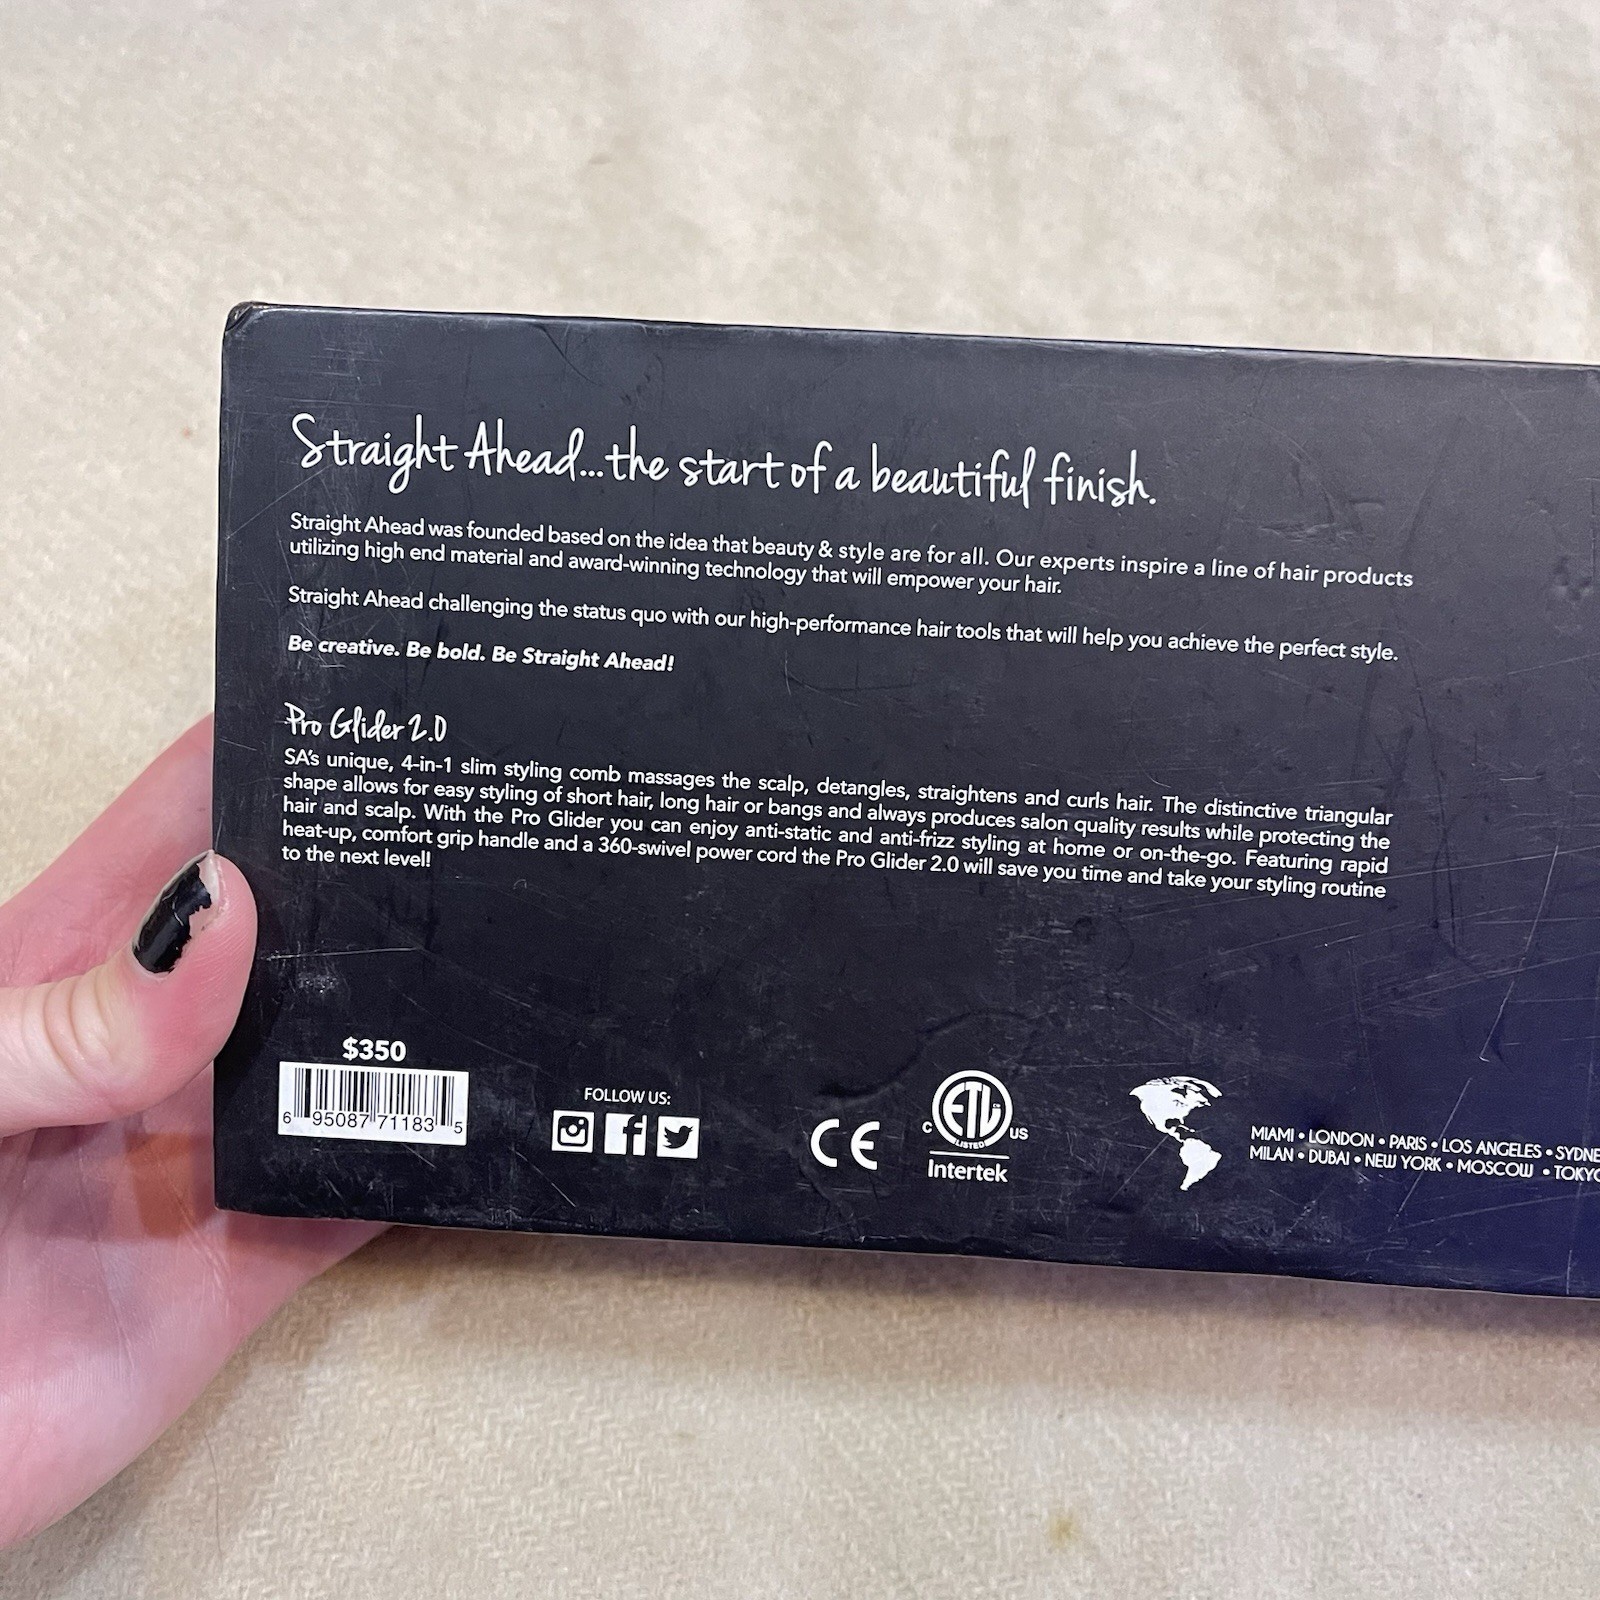 Straight Ahead...the start of a beautiful finish.
Straight Ahead was founded based on the idea that beauty & style are for all. Our experts inspire a line of hair products
utilizing high end material and award-winning technology that will empower your hair.
Straight Ahead challenging the status quo with our high-performance hair tools that will help you achieve the perfect style.
Be creative. Be bold. Be Straight Ahead!
Pro Glider 2.0
SA's unique, 4-in-1 slim styling comb massages the scalp, detangles, straightens and curls hair. The distinctive triangular
shape allows for easy styling of short hair, long hair or bangs and always produces salon quality results while protecting the
hair and scalp. With the Pro Glider you can enjoy anti-static and anti-frizz styling at home or on-the-go. Featuring rapid
heat-up, comfort grip handle and a 360-swivel power cord the Pro Glider 2.0 will save you time and take your styling routine
to the next level!
$350
6 95087 71183 5
FOLLOW US:
CE
C ETL US
LISTED
Intertek
MIAMI • LONDON • PARIS • LOS ANGELES • SYDNE
MILAN • DUBAI • NEW YORK • MOSCOW • TOKYO